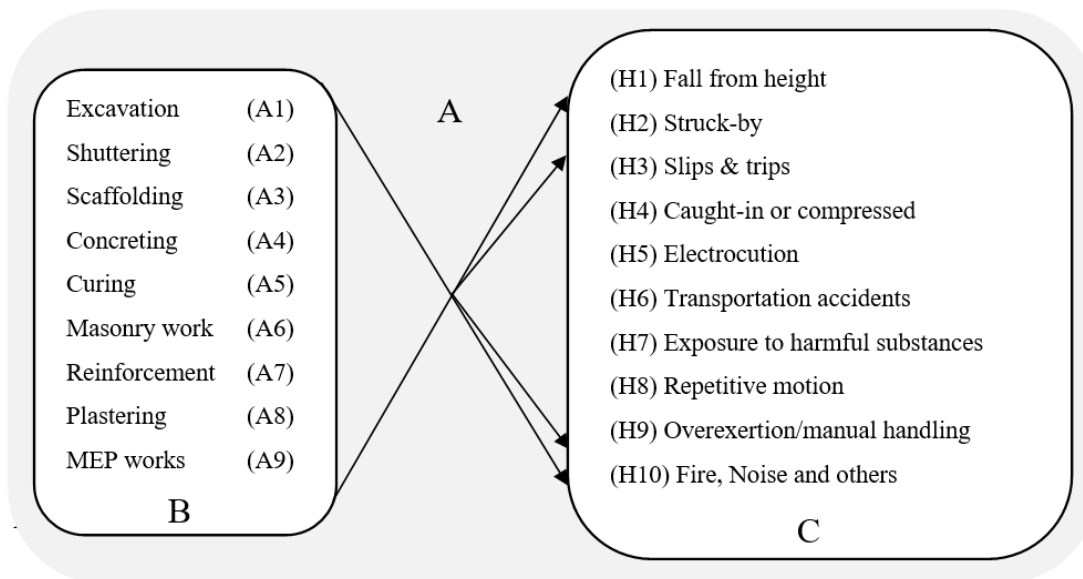 A
Excavation (A1)
Shuttering (A2)
Scaffolding (A3)
Concreting (A4)
Curing (A5)
Masonry work (A6)
Reinforcement (A7)
Plastering (A8)
MEP works (A9)
B
(H1) Fall from height
(H2) Struck-by
(H3) Slips & trips
(H4) Caught-in or compressed
(H5) Electrocution
(H6) Transportation accidents
(H7) Exposure to harmful substances
(H8) Repetitive motion
(H9) Overexertion/manual handling
(H10) Fire, Noise and others
C